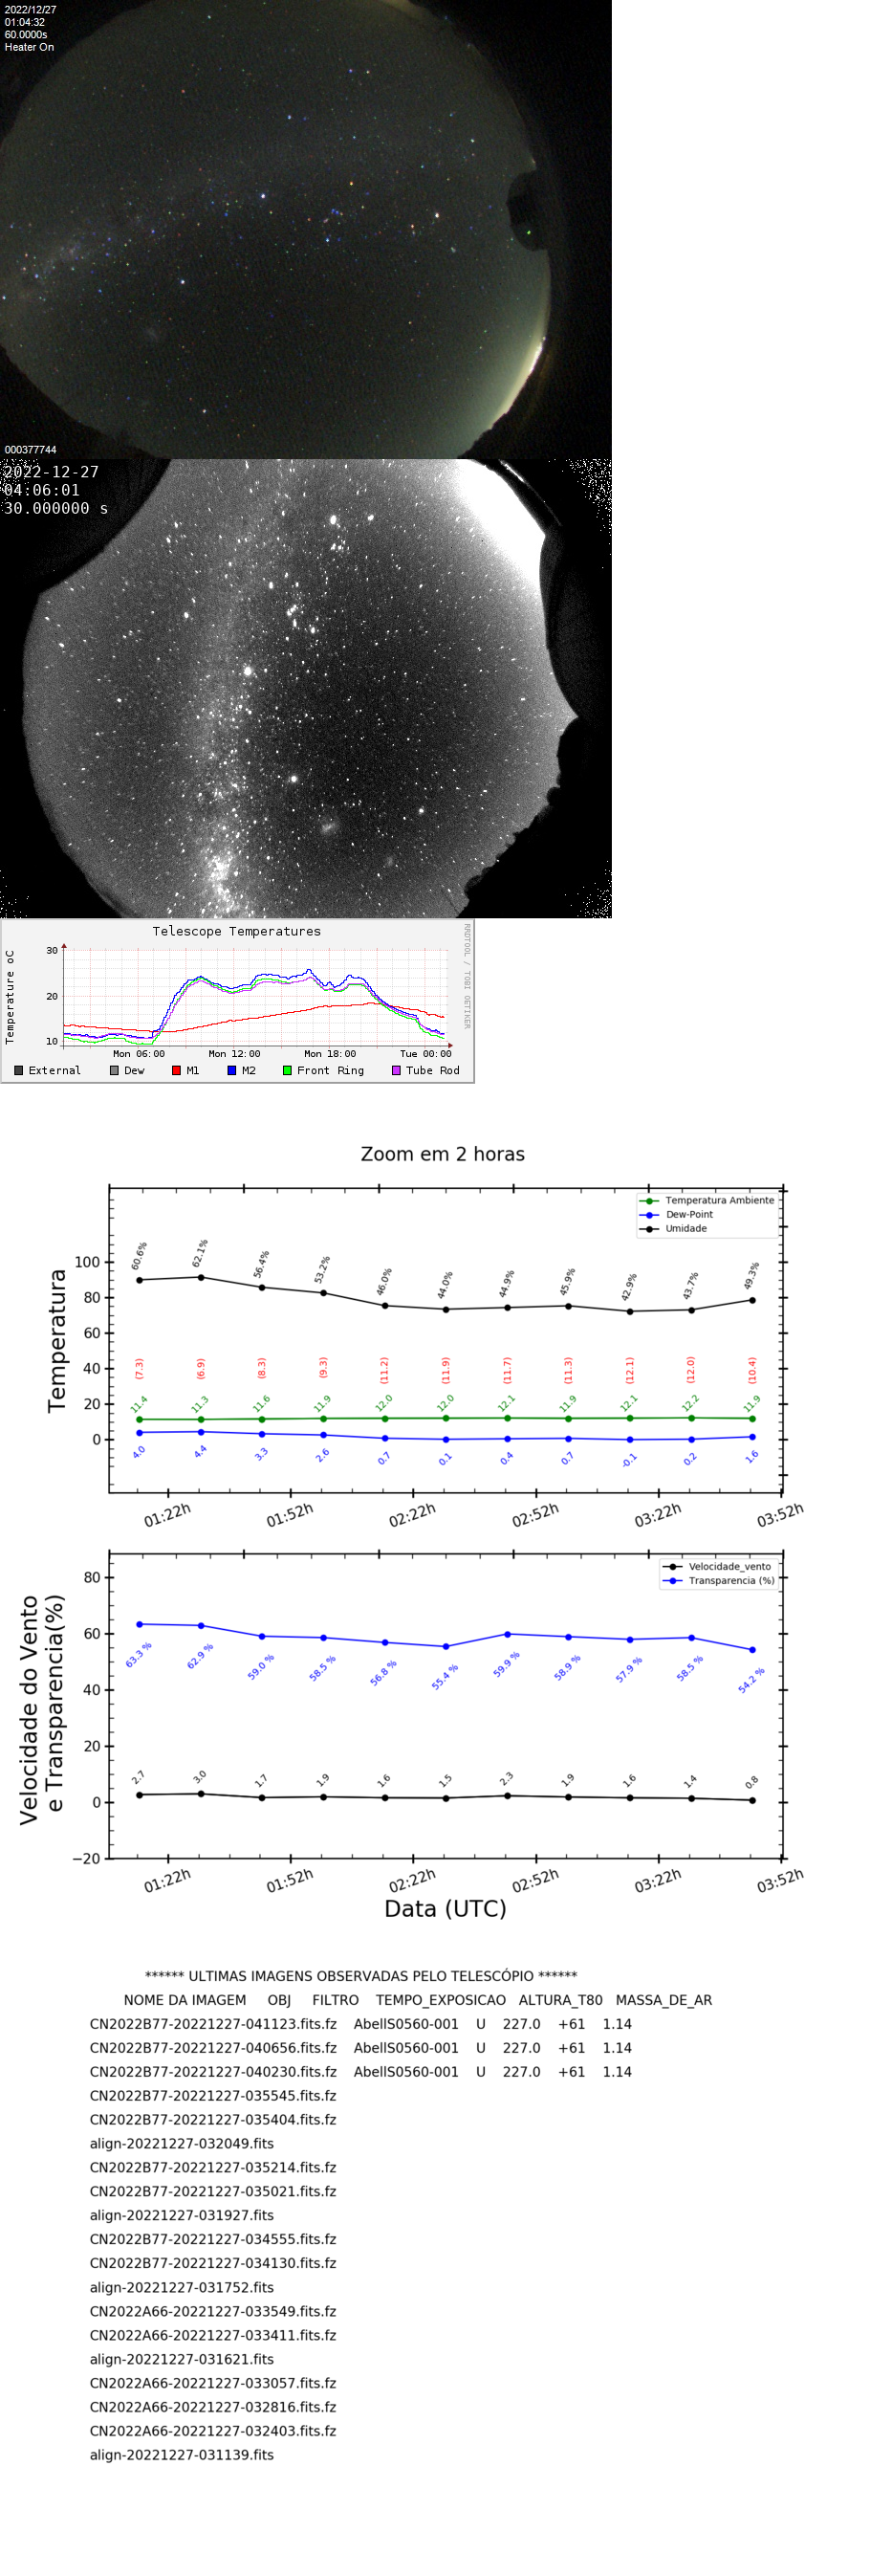 2022/12/27
01:04:32
60.0000s
Heater On
000377744
2022-12-27
04:06:01
30.000000 s
Telescope Temperatures
RRDTOOL / TOBI OETIKER
Temperature oC
30
20
10
Mon 06:00 Mon 12:00 Mon 18:00 Tue 00:00
External Dew M1 M2 Front Ring Tube Rod
Zoom em 2 horas
Temperatura Ambiente
Dew-Point
Umidade
Temperatura
100
80
60
40
20
0
60.6% 62.1% 56.4% 53.2% 46.0% 44.0% 44.9% 45.9% 42.9% 43.7% 49.3%
(7.3) (6.9) (8.3) (9.3) (11.2) (11.9) (11.7) (11.3) (12.1) (12.0) (10.4)
11.4 11.3 11.6 11.9 12.0 12.0 12.1 11.9 12.1 12.2 11.9
4.0 4.4 3.3 2.6 0.7 0.1 0.4 0.7 -0.1 0.2 1.6
01:22h 01:52h 02:22h 02:52h 03:22h 03:52h
Velocidade_vento
Transparencia (%)
Velocidade do Vento
e Transparencia(%)
80
60
40
20
0
−20
63.3 % 62.9 % 59.0 % 58.5 % 56.8 % 55.4 % 59.9 % 58.9 % 57.9 % 58.5 % 54.2 %
2.7 3.0 1.7 1.9 1.6 1.5 2.3 1.9 1.6 1.4 0.8
01:22h 01:52h 02:22h 02:52h 03:22h 03:52h
Data (UTC)
****** ULTIMAS IMAGENS OBSERVADAS PELO TELESCÓPIO ******
NOME DA IMAGEM OBJ FILTRO TEMPO_EXPOSICAO ALTURA_T80 MASSA_DE_AR
CN2022B77-20221227-041123.fits.fz AbellS0560-001 U 227.0 +61 1.14
CN2022B77-20221227-040656.fits.fz AbellS0560-001 U 227.0 +61 1.14
CN2022B77-20221227-040230.fits.fz AbellS0560-001 U 227.0 +61 1.14
CN2022B77-20221227-035545.fits.fz
CN2022B77-20221227-035404.fits.fz
align-20221227-032049.fits
CN2022B77-20221227-035214.fits.fz
CN2022B77-20221227-035021.fits.fz
align-20221227-031927.fits
CN2022B77-20221227-034555.fits.fz
CN2022B77-20221227-034130.fits.fz
align-20221227-031752.fits
CN2022A66-20221227-033549.fits.fz
CN2022A66-20221227-033411.fits.fz
align-20221227-031621.fits
CN2022A66-20221227-033057.fits.fz
CN2022A66-20221227-032816.fits.fz
CN2022A66-20221227-032403.fits.fz
align-20221227-031139.fits